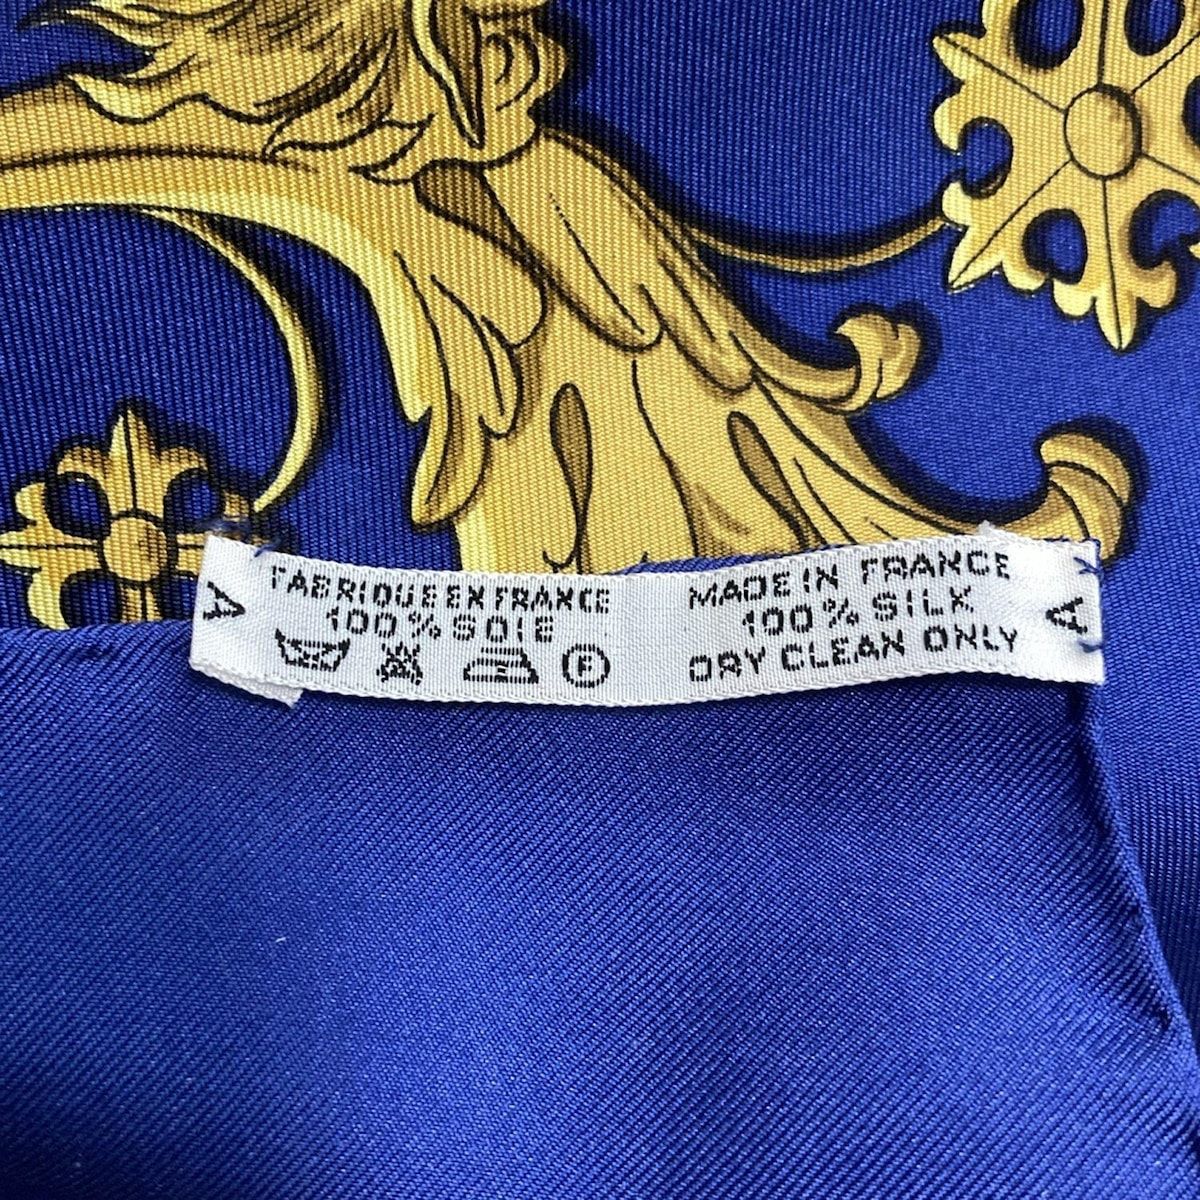 A
FABRIQUE EN FRANCE
100% SOIE
F
MADE IN FRANCE
100% SILK
DRY CLEAN ONLY
A